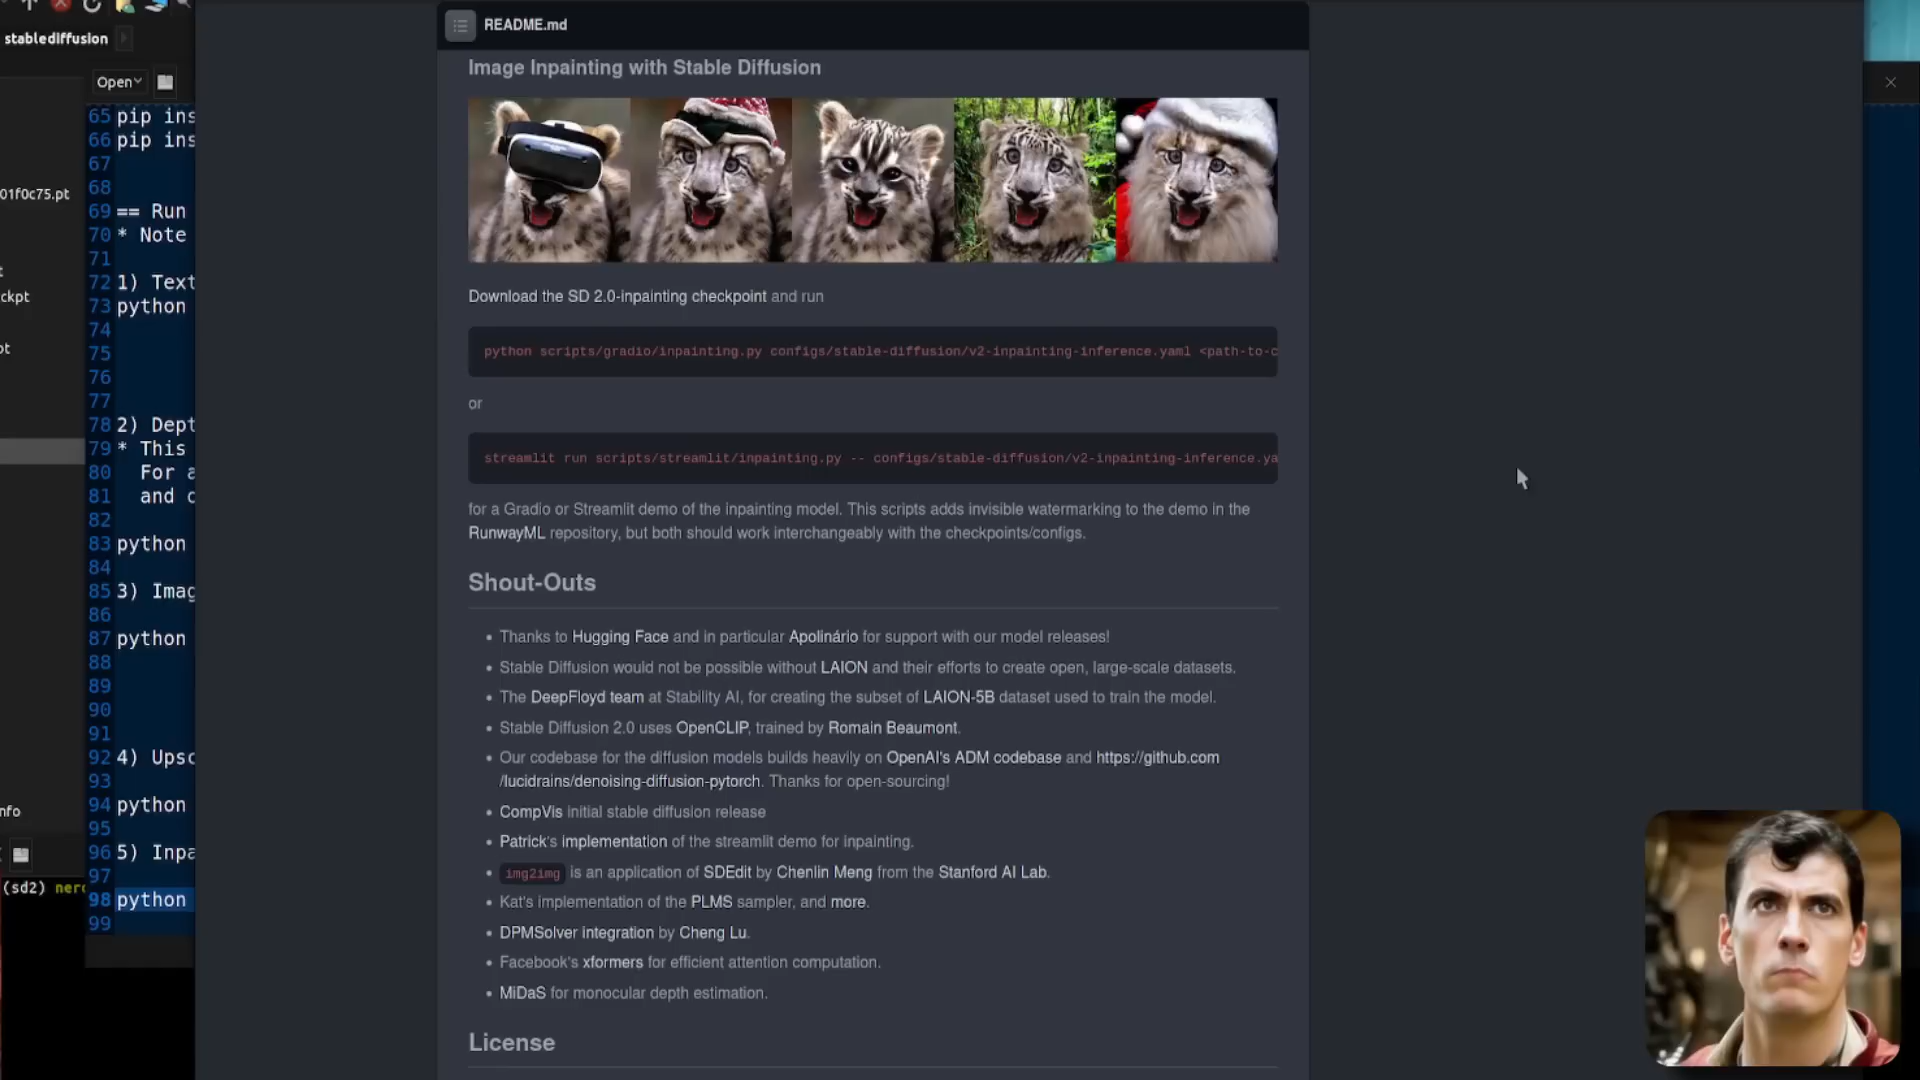 stablediffusion
Open
01f0c75.pt
ckpt
nfo
65 pip ins
66 pip ins
67
68
69 == Run
70 * Note
71
72 1) Text
73 python
74
75
76
77
78 2) Dept
79 * This
80 For a
81 and c
82
83 python
84
85 3) Imag
86
87 python
88
89
90
91
92 4) Upsc
93
94 python
95
96 5) Inpa
97
98 python
99
(sd2) nerd
README.md
Image Inpainting with Stable Diffusion
Download the SD 2.0-inpainting checkpoint and run
python scripts/gradio/inpainting.py configs/stable-diffusion/v2-inpainting-inference.yaml <path-to-c
or
streamlit run scripts/streamlit/inpainting.py -- configs/stable-diffusion/v2-inpainting-inference.ya
for a Gradio or Streamlit demo of the inpainting model. This scripts adds invisible watermarking to the demo in the
RunwayML repository, but both should work interchangeably with the checkpoints/configs.
Shout-Outs
• Thanks to Hugging Face and in particular Apolinário for support with our model releases!
• Stable Diffusion would not be possible without LAION and their efforts to create open, large-scale datasets.
• The DeepFloyd team at Stability AI, for creating the subset of LAION-5B dataset used to train the model.
• Stable Diffusion 2.0 uses OpenCLIP, trained by Romain Beaumont.
• Our codebase for the diffusion models builds heavily on OpenAI's ADM codebase and https://github.com
/lucidrains/denoising-diffusion-pytorch. Thanks for open-sourcing!
• CompVis initial stable diffusion release
• Patrick's implementation of the streamlit demo for inpainting.
• img2img is an application of SDEdit by Chenlin Meng from the Stanford AI Lab.
• Kat's implementation of the PLMS sampler, and more.
• DPMSolver integration by Cheng Lu.
• Facebook's xformers for efficient attention computation.
• MiDaS for monocular depth estimation.
License